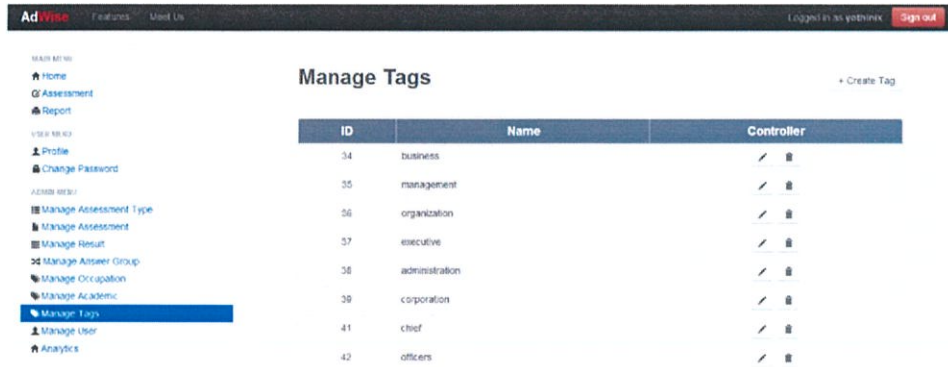 AdWise Features Meet Us Logged in as yothinix Sign out
MAIN MENU
Home
Assessment
Report
USER MENU
Profile
Change Password
ADMIN MENU
Manage Assessment Type
Manage Assessment
Manage Result
Manage Answer Group
Manage Occupation
Manage Academic
Manage Tags
Manage User
Analytics
Manage Tags
+ Create Tag
ID Name Controller
34 business
35 management
36 organization
37 executive
38 administration
39 corporation
41 chief
42 officers